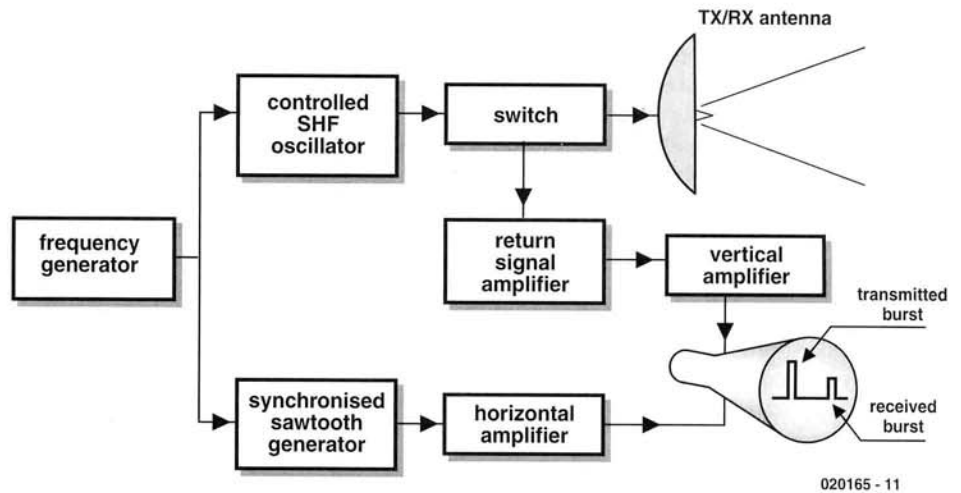 TX/RX antenna
controlled
SHF
oscillator
switch
frequency
generator
return
signal
amplifier
vertical
amplifier
transmitted
burst
synchronised
sawtooth
generator
horizontal
amplifier
received
burst
020165 - 11